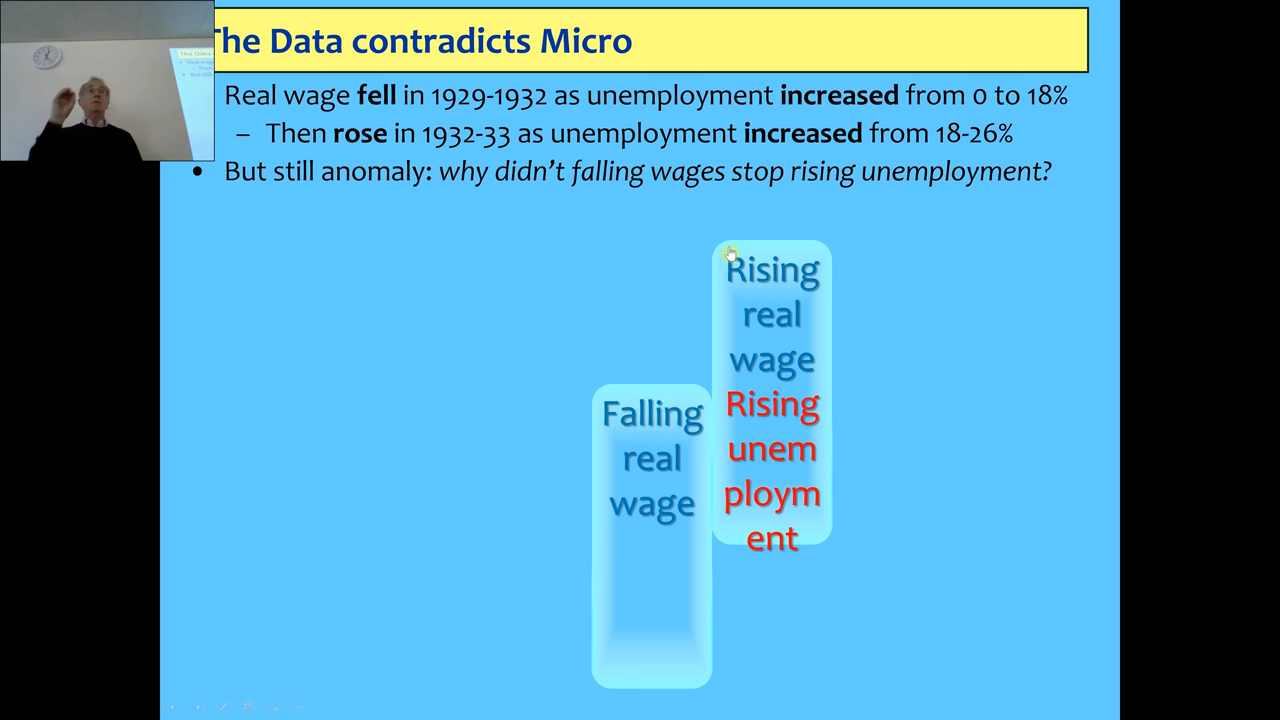 The Data contradicts Micro
Real wage fell in 1929-1932 as unemployment increased from 0 to 18%
– Then rose in 1932-33 as unemployment increased from 18-26%
• But still anomaly: why didn't falling wages stop rising unemployment?
Falling
real
wage
Rising
real
wage
Rising
unem
ploym
ent